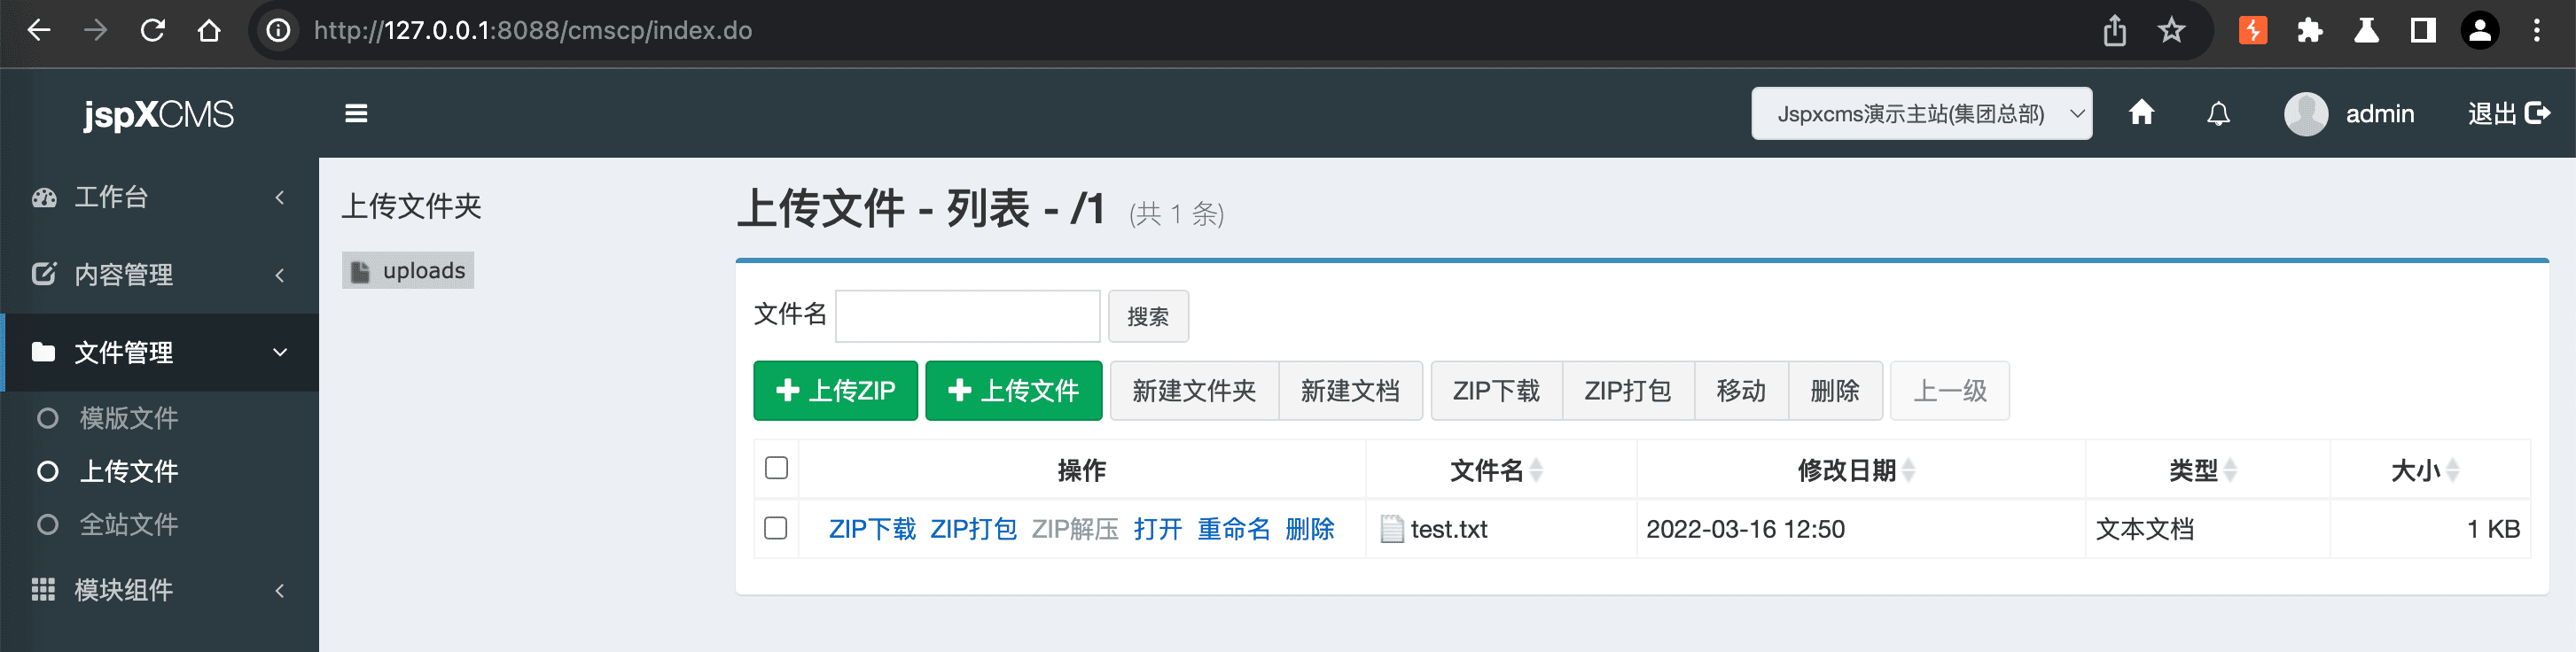 http://127.0.0.1:8088/cmscp/index.do
jspXCMS
Jspxcms演示主站(集团总部)
admin
退出
工作台
内容管理
文件管理
模版文件
上传文件
全站文件
模块组件
上传文件夹
uploads
上传文件 - 列表 - /1 (共 1 条)
文件名 搜索
上传ZIP 上传文件 新建文件夹 新建文档 ZIP下载 ZIP打包 移动 删除 上一级
操作 文件名 修改日期 类型 大小
ZIP下载 ZIP打包 ZIP解压 打开 重命名 删除 test.txt 2022-03-16 12:50 文本文档 1 KB